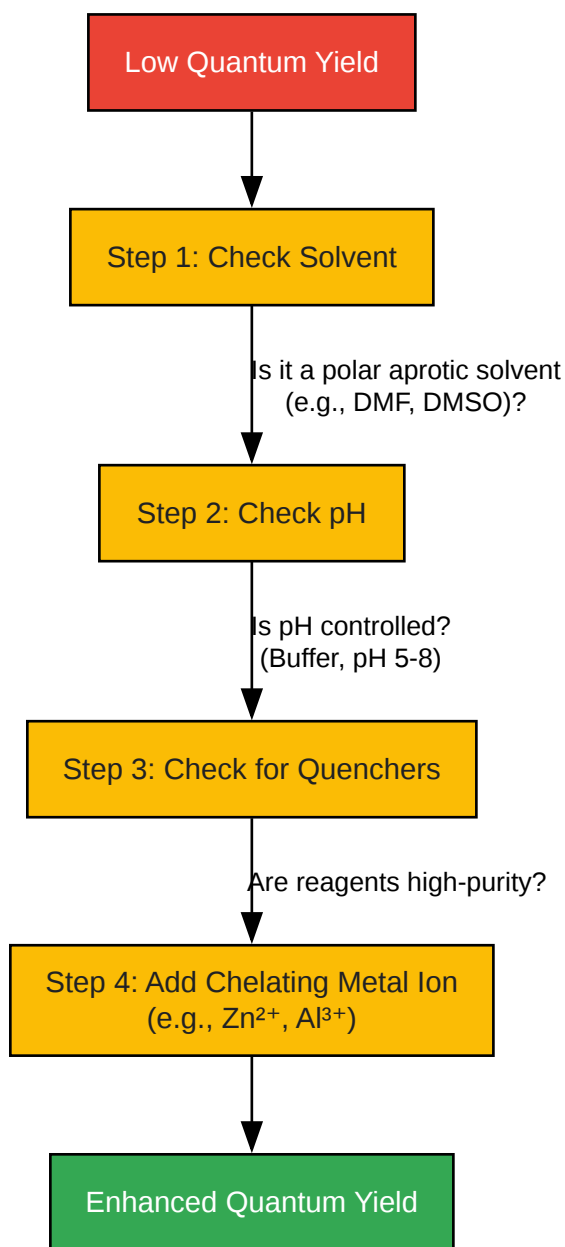 Low Quantum Yield
Step 1: Check Solvent
Is it a polar aprotic solvent
(e.g., DMF, DMSO)?
Step 2: Check pH
Is pH controlled?
(Buffer, pH 5-8)
Step 3: Check for Quenchers
Are reagents high-purity?
Step 4: Add Chelating Metal Ion
(e.g., Zn²⁺, Al³⁺)
Enhanced Quantum Yield